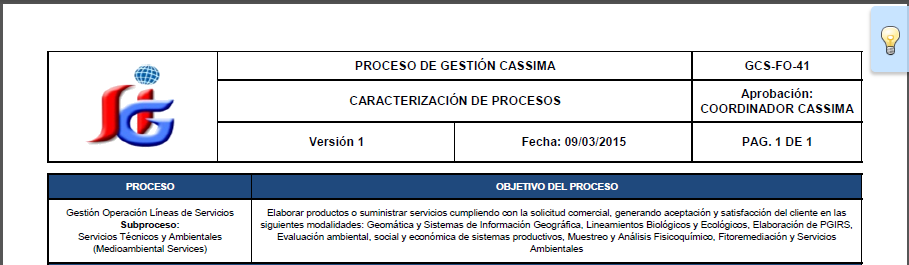 PROCESO DE GESTIÓN CASSIMA
GCS-FO-41
CARACTERIZACIÓN DE PROCESOS
Aprobación:
COORDINADOR CASSIMA
Versión 1
Fecha: 09/03/2015
PAG. 1 DE 1
PROCESO
OBJETIVO DEL PROCESO
Gestión Operación Líneas de Servicios
Subproceso:
Servicios Técnicos y Ambientales
(Medioambental Services)
Elaborar productos o suministrar servicios cumpliendo con la solicitud comercial, generando aceptación y satisfacción del cliente en las
siguientes modalidades: Geomática y Sistemas de Información Geográfica, Lineamientos Biológicos y Ecológicos, Elaboración de PGIRS,
Evaluación ambiental, social y económica de sistemas productivos, Muestreo y Análisis Fisicoquímico, Fitoremediación y Servicios
Ambientales